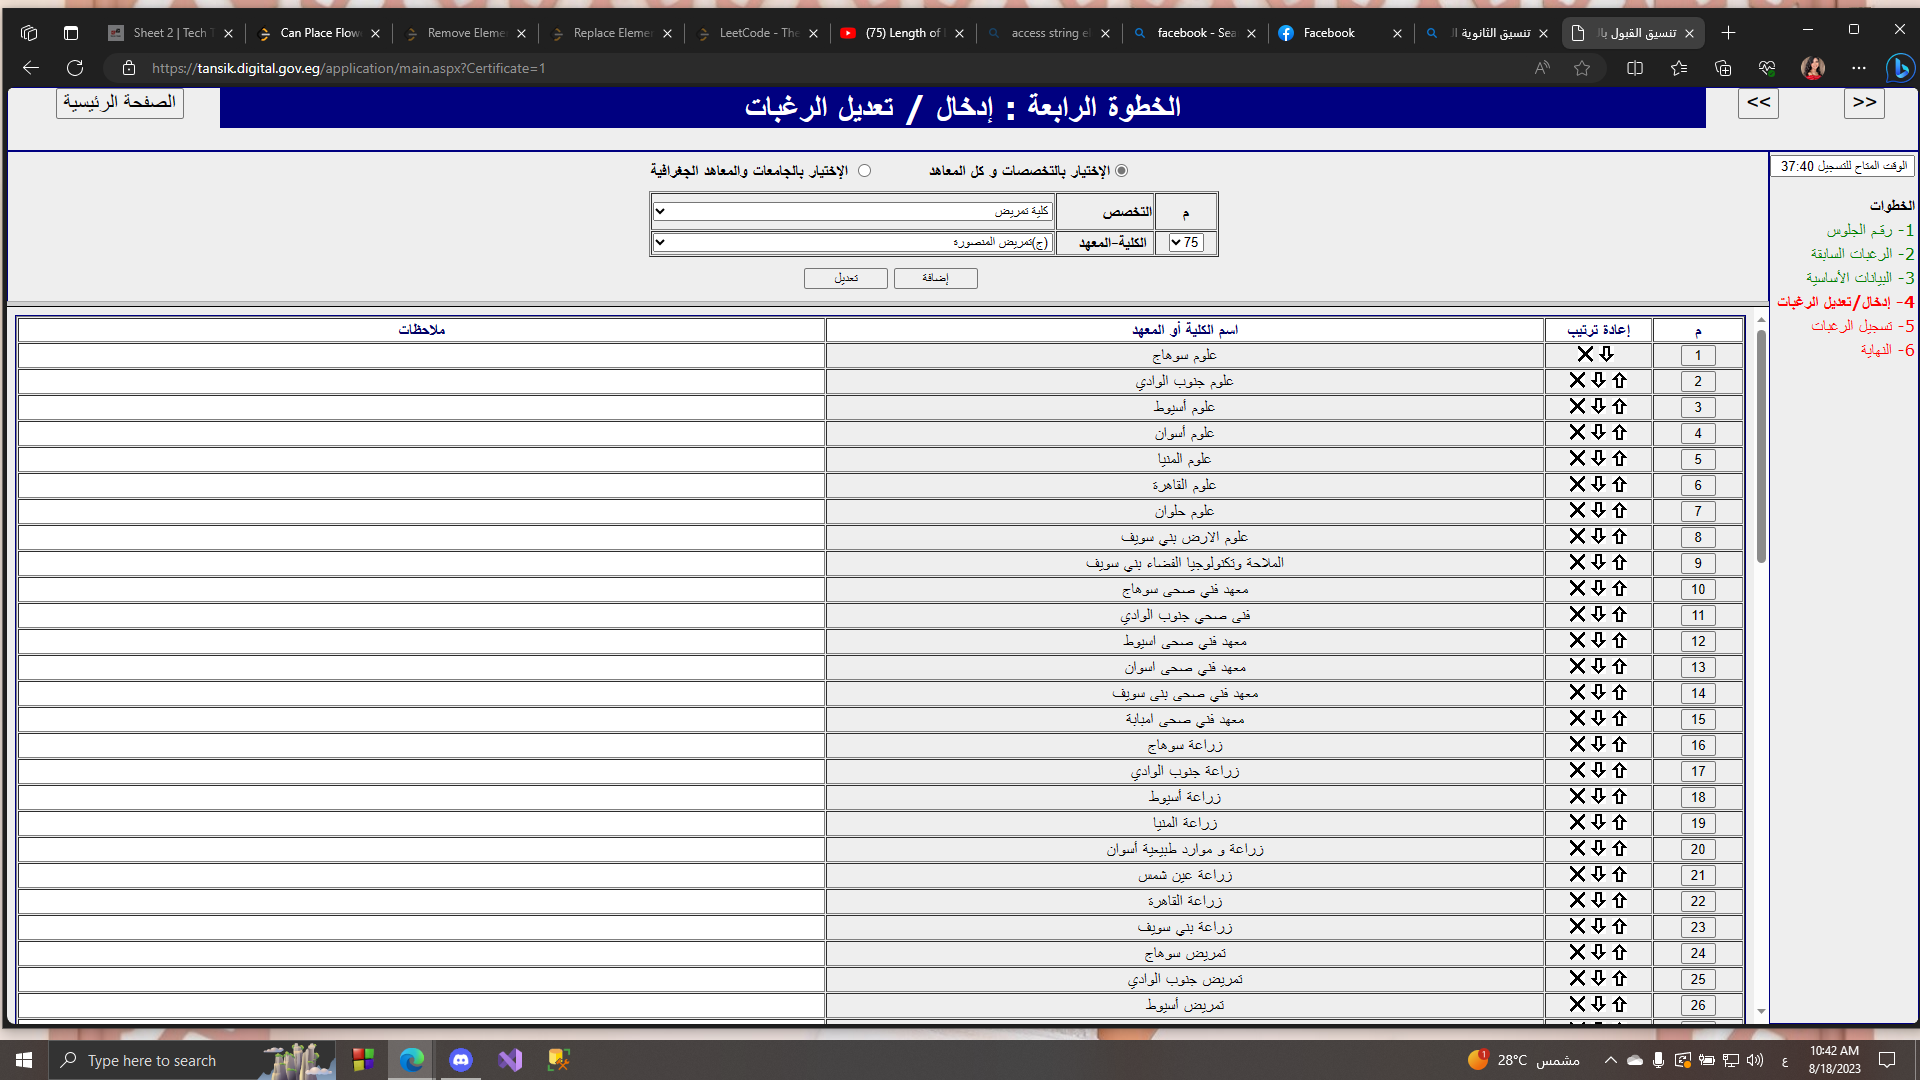 Sheet 2 | Tech T
Can Place Flow
Remove Eleme
Replace Eleme
LeetCode - The
(75) Length of
access string el
facebook - Sea
Facebook
تنسيق الثانوية ال
تنسيق القبول بال
https://tansik.digital.gov.eg/application/main.aspx?Certificate=1
الصفحة الرئيسية
الخطوة الرابعة : إدخال / تعديل الرغبات
<<
>>
الوقت المتاح للتسجيل 37:40
الخطوات
1- رقم الجلوس
2- الرغبات السابقة
3- البيانات الأساسية
4- إدخال/تعديل الرغبات
5- تسجيل الرغبات
6- النهاية
الإختيار بالتخصصات و كل المعاهد
الإختيار بالجامعات والمعاهد الجغرافية
م التخصص كلية تمريض
75 الكلية-المعهد (ج)تمريض المنصورة
إضافة تعديل
م إعادة ترتيب اسم الكلية أو المعهد ملاحظات
1 علوم سوهاج
2 علوم جنوب الوادي
3 علوم أسيوط
4 علوم أسوان
5 علوم المنيا
6 علوم القاهرة
7 علوم حلوان
8 علوم الارض بني سويف
9 الملاحة وتكنولوجيا الفضاء بني سويف
10 معهد فني صحى سوهاج
11 فنى صحي جنوب الوادي
12 معهد فني صحى اسيوط
13 معهد فني صحى اسوان
14 معهد فني صحى بنى سويف
15 معهد فني صحى امبابة
16 زراعة سوهاج
17 زراعة جنوب الوادي
18 زراعة أسيوط
19 زراعة المنيا
20 زراعة و موارد طبيعية أسوان
21 زراعة عين شمس
22 زراعة القاهرة
23 زراعة بني سويف
24 تمريض سوهاج
25 تمريض جنوب الوادي
26 تمريض أسيوط
Type here to search
1
28°C مشمس
ع
10:42 AM
8/18/2023